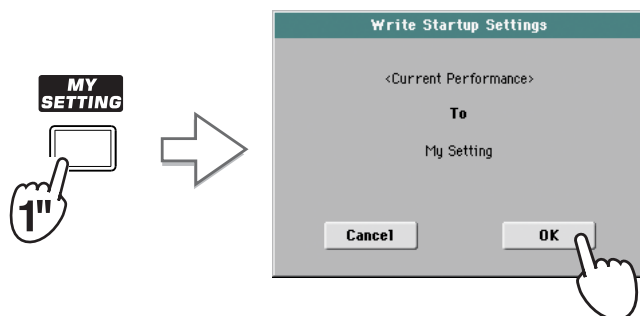 MY
SETTING
1"
Write Startup Settings
<Current Performance>
To
My Setting
Cancel
OK